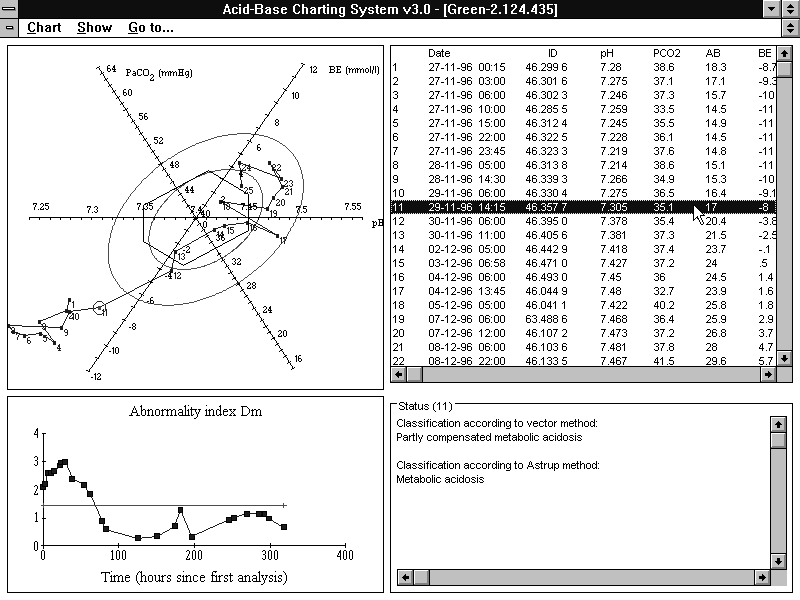 Acid-Base Charting System v3.0 - [Green-2.124.435]
Chart Show Go to...
PaCO2 (mmHg)
BE (mmol/l)
64
60
56
52
48
44
40
36
32
28
24
20
16
12
10
8
6
-2
-4
-6
-8
-10
-12
7.25 7.3 7.35 7.45 7.5 7.55
pH
Date ID pH PCO2 AB BE
1 27-11-96 00:15 46.299 6 7.28 38.6 18.3 -8.7
2 27-11-96 03:00 46.301 6 7.275 37.1 17.1 -9.3
3 27-11-96 06:00 46.302 6 7.246 37.3 15.7 -10
4 27-11-96 10:00 46.285 5 7.259 33.5 14.5 -11
5 27-11-96 15:00 46.312 4 7.245 35.5 14.9 -11
6 27-11-96 22:00 46.322 5 7.228 36.1 14.5 -11
7 27-11-96 23:45 46.323 3 7.219 37.6 14.8 -11
8 28-11-96 05:00 46.313 8 7.214 38.6 15.1 -11
9 28-11-96 14:30 46.339 3 7.266 34.9 15.3 -10
10 29-11-96 06:00 46.330 4 7.275 36.5 16.4 -9.1
11 29-11-96 14:15 46.357 7 7.305 35.1 17 -8
12 30-11-96 06:00 46.395 0 7.378 35.4 20.4 -3.8
13 30-11-96 11:00 46.405 6 7.381 37.3 21.5 -2.5
14 02-12-96 05:00 46.442 9 7.418 37.4 23.7 -.1
15 03-12-96 06:58 46.471 0 7.427 37.2 24 .5
16 04-12-96 06:00 46.493 0 7.45 36 24.5 1.4
17 04-12-96 13:45 46.044 9 7.48 32.7 23.9 1.6
18 05-12-96 05:00 46.041 1 7.422 40.2 25.8 1.8
19 07-12-96 06:00 63.488 6 7.468 36.4 25.9 2.9
20 07-12-96 12:00 46.107 2 7.473 37.2 26.8 3.7
21 08-12-96 06:00 46.103 6 7.481 37.8 28 4.7
22 08-12-96 22:00 46.133 5 7.467 41.5 29.6 5.7
Abnormality index Dm
4
3
2
1
0
0 100 200 300 400
Time (hours since first analysis)
Status (11)
Classification according to vector method:
Partly compensated metabolic acidosis
Classification according to Astrup method:
Metabolic acidosis